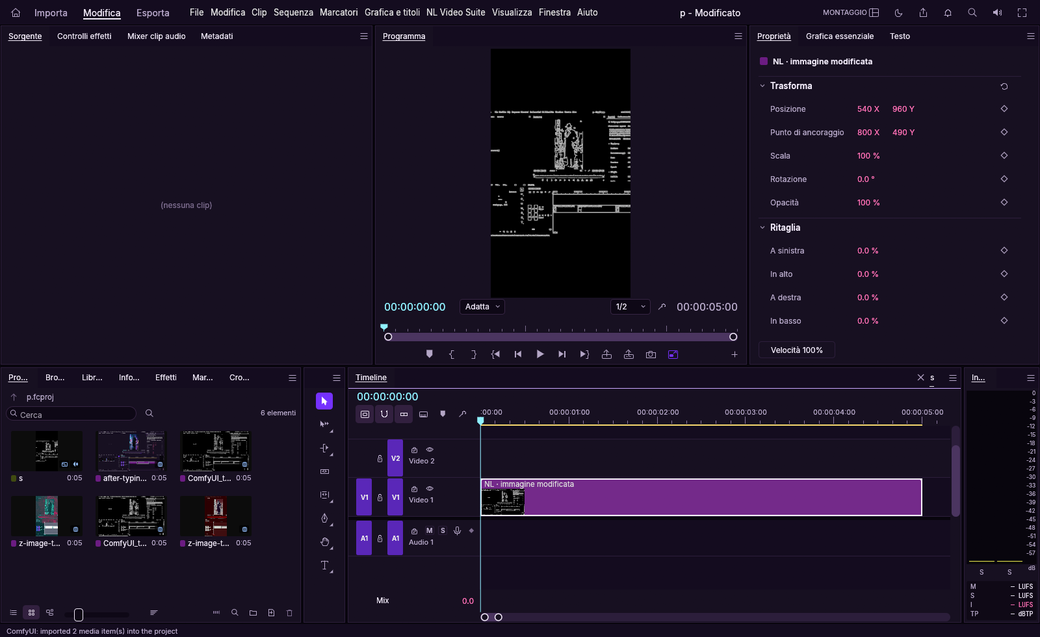 Importa Modifica Esporta File Modifica Clip Sequenza Marcatori Grafica e titoli NL Video Suite Visualizza Finestra Aiuto p - Modificato MONTAGGIO
Sorgente Controlli effetti Mixer clip audio Metadati
Programma
Proprietà Grafica essenziale Testo
(nessuna clip)
00:00:00:00 Adatta 1/2 00:00:05:00
NL · immagine modificata
Trasforma
Posizione 540 X 960 Y
Punto di ancoraggio 800 X 490 Y
Scala 100 %
Rotazione 0.0 °
Opacità 100 %
Ritaglia
A sinistra 0.0 %
In alto 0.0 %
A destra 0.0 %
In basso 0.0 %
Velocità 100%
Pro... Bro... Libr... Info... Effetti Mar... Cro...
p.fcproj
Cerca 6 elementi
s 0:05 after-typin... 0:05 ComfyUI_t... 0:05
z-image-t... 0:05 ComfyUI_t... 0:05 z-image-t... 0:05
Timeline s
00:00:00:00
:00:00 00:00:01:00 00:00:02:00 00:00:03:00 00:00:04:00 00:00:05:00
V2 Video 2
V1 V1 Video 1
NL · immagine modificata
A1 A1 M S Audio 1
Mix 0.0
In...
0
-3
-6
-9
-12
-15
-18
-21
-24
-27
-30
-33
-36
-39
-42
-45
-48
-51
-54
-57
dB
S S
M – LUFS
S – LUFS
I – LUFS
TP – dBTP
ComfyUI: imported 2 media item(s) into the project